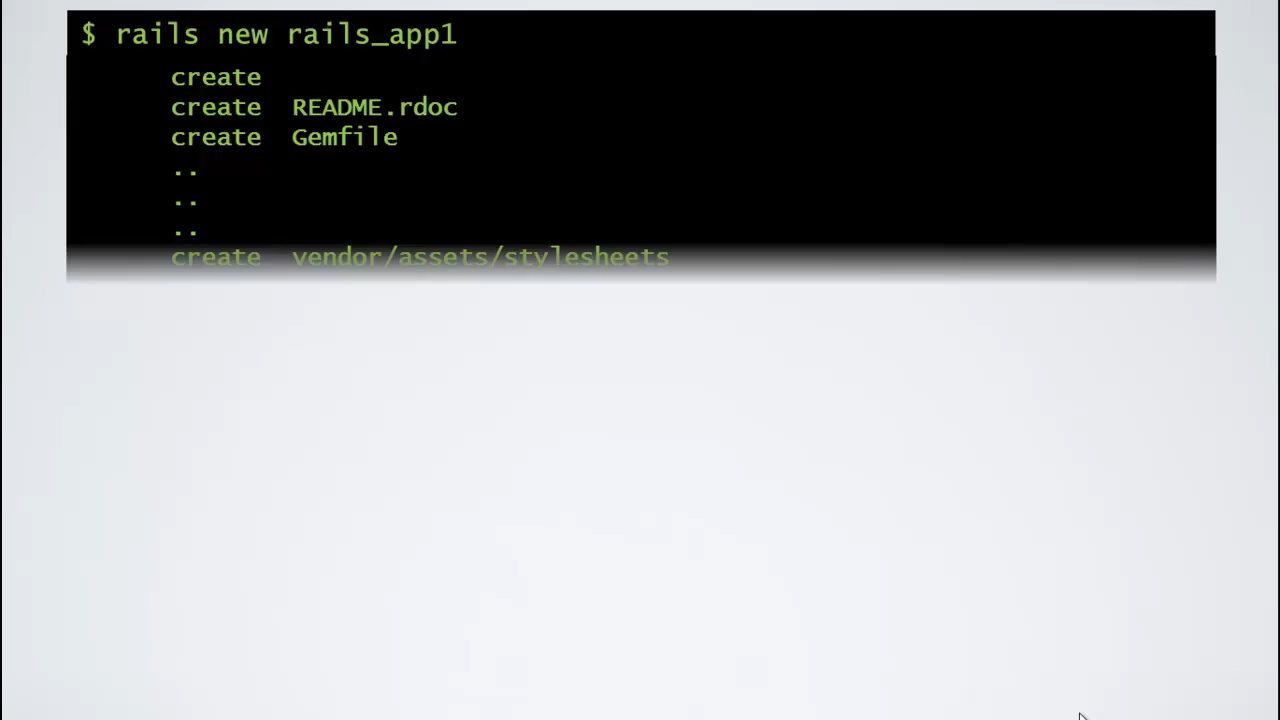 $ rails new rails_app1
create
create README.rdoc
create Gemfile
..
..
..
create vendor/assets/stylesheets